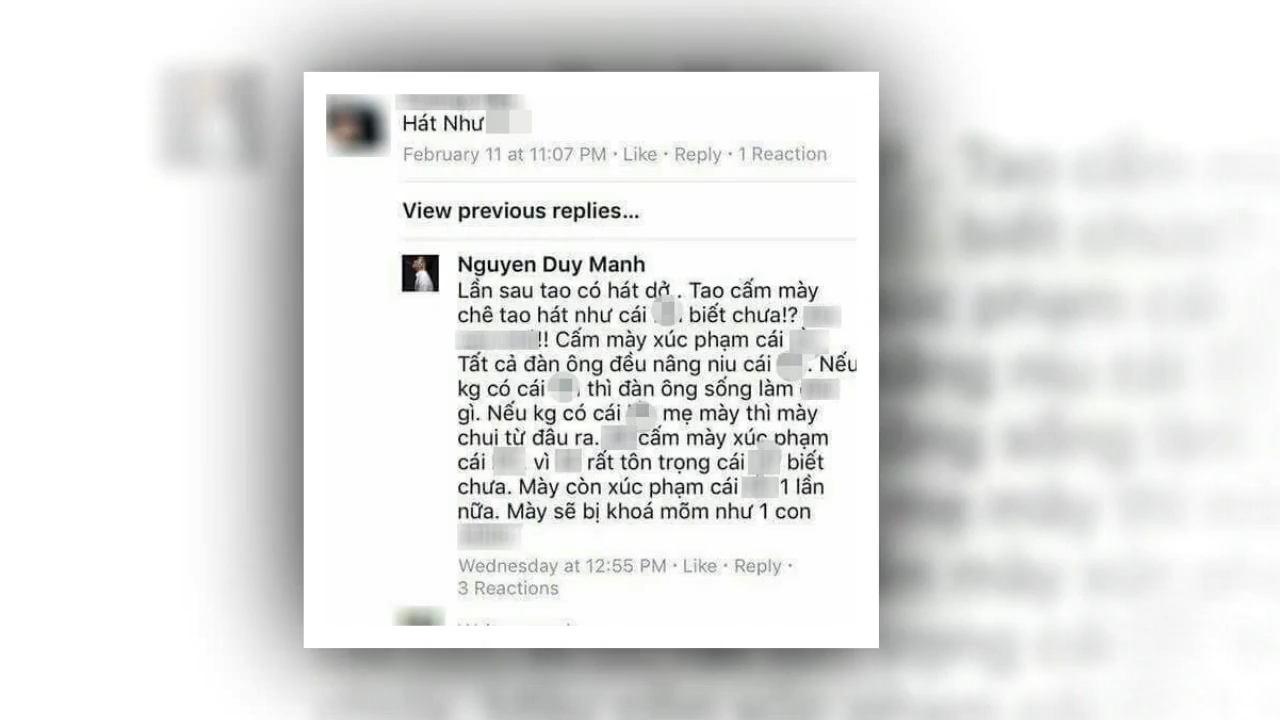 Hát Như
February 11 at 11:07 PM · Like · Reply · 1 Reaction
View previous replies...
Nguyen Duy Manh
Lần sau tao có hát dở . Tao cấm mày
chê tao hát như cái biết chưa!?
!! Cấm mày xúc phạm cái
Tất cả đàn ông đều nâng niu cái . Nếu
kg có cái , thì đàn ông sống làm
gì. Nếu kg có cái mẹ mày thì mày
chui từ đâu ra. cấm mày xúc phạm
cái vì rất tôn trọng cái biết
chưa. Mày còn xúc phạm cái 1 lần
nữa. Mày sẽ bị khoá mõm như 1 con
Wednesday at 12:55 PM · Like · Reply ·
3 Reactions